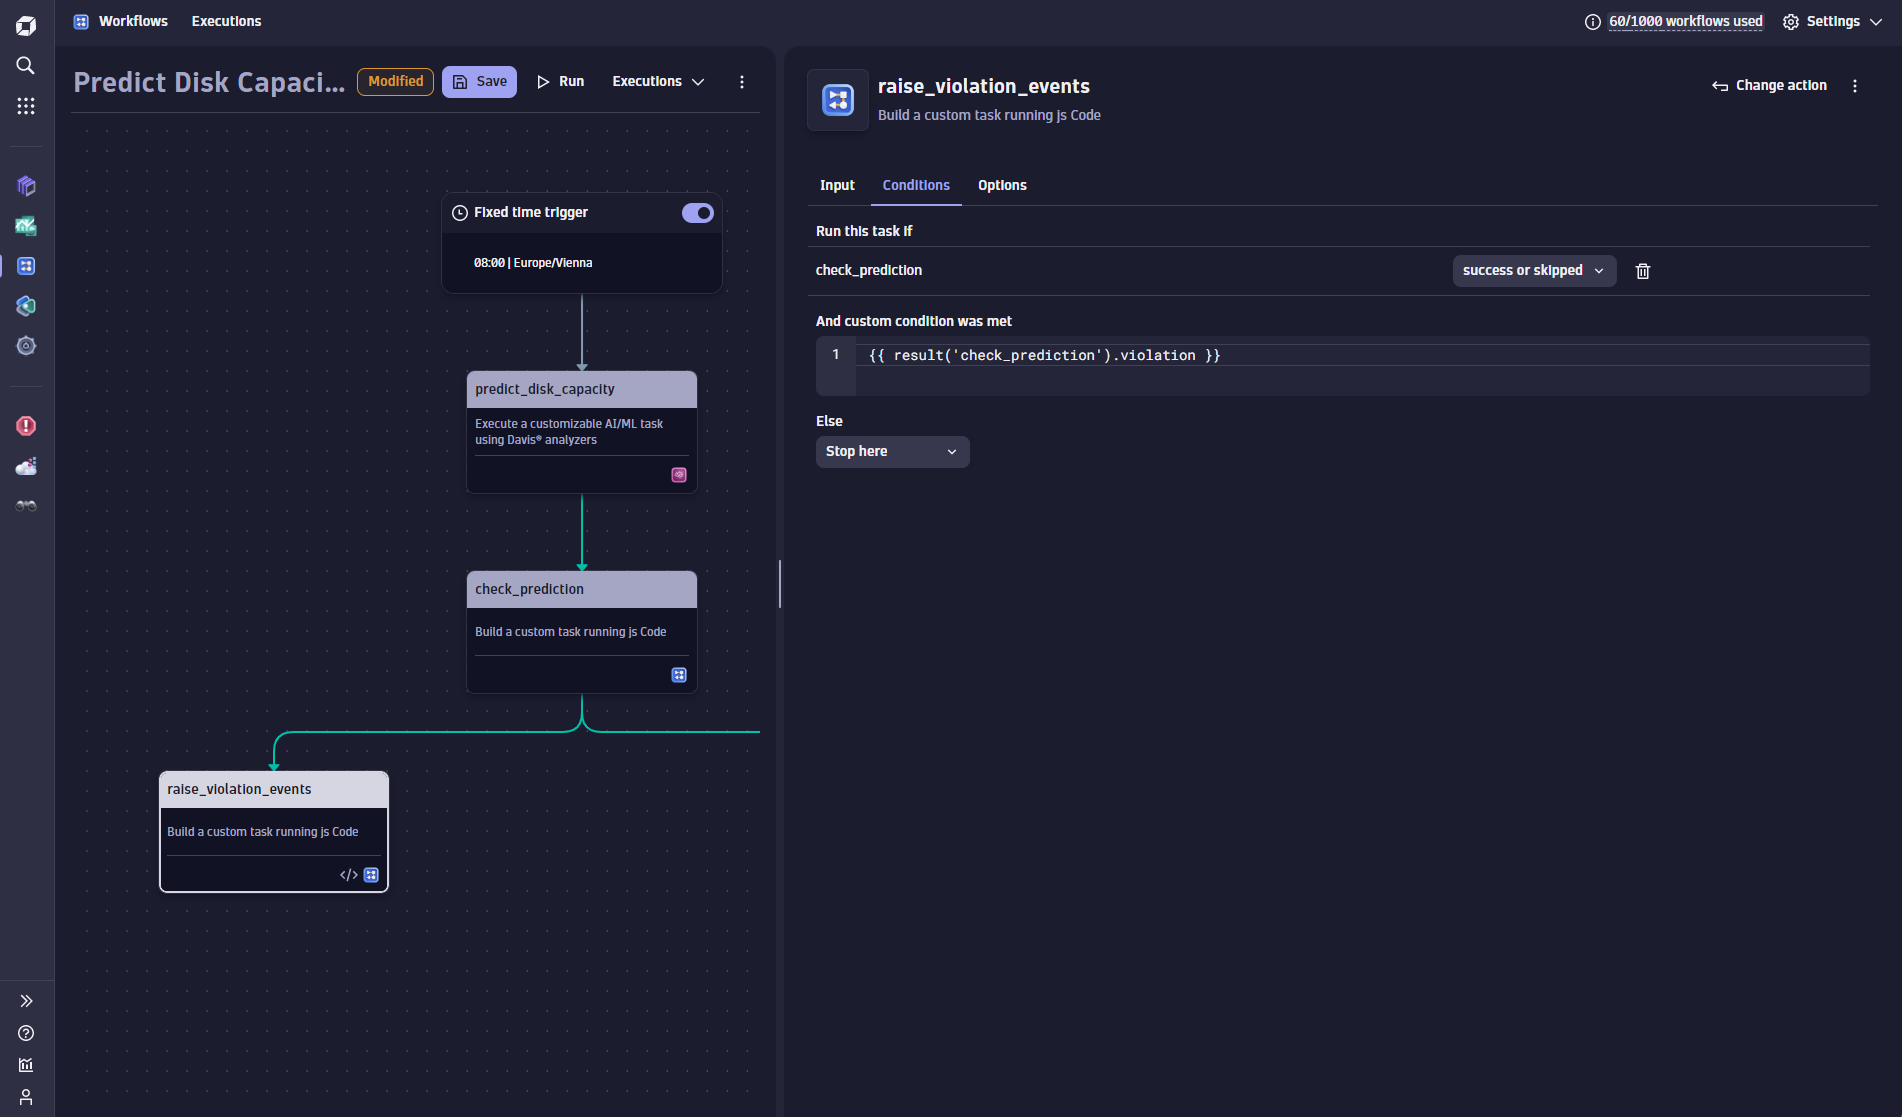 Workflows Executions 60/1000 workflows used Settings
Predict Disk Capaci... Modified Save Run Executions
Fixed time trigger
08:00 | Europe/Vienna
predict_disk_capacity
Execute a customizable AI/ML task
using Davis® analyzers
check_prediction
Build a custom task running js Code
raise_violation_events
Build a custom task running js Code
raise_violation_events
Build a custom task running js Code
Change action
Input Conditions Options
Run this task if
check_prediction success or skipped
And custom condition was met
1 {{ result('check_prediction').violation }}
Else
Stop here